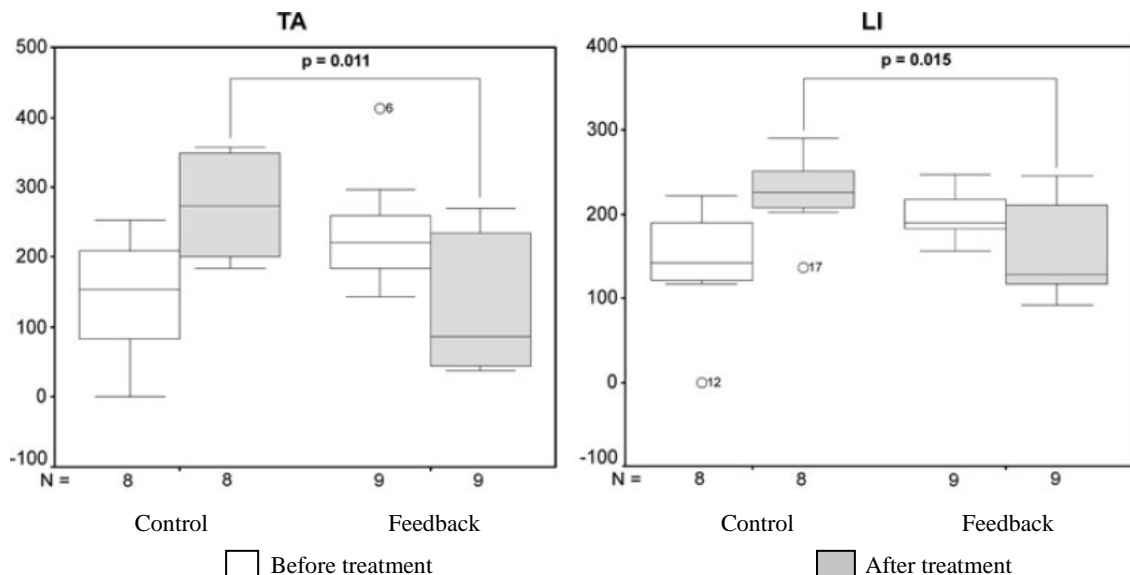 TA
500
400
300
200
100
0
-100
p = 0.011
6
N = 8 8 9 9
Control Feedback
LI
400
300
200
100
0
-100
p = 0.015
17
12
N = 8 8 9 9
Control Feedback
Before treatment After treatment